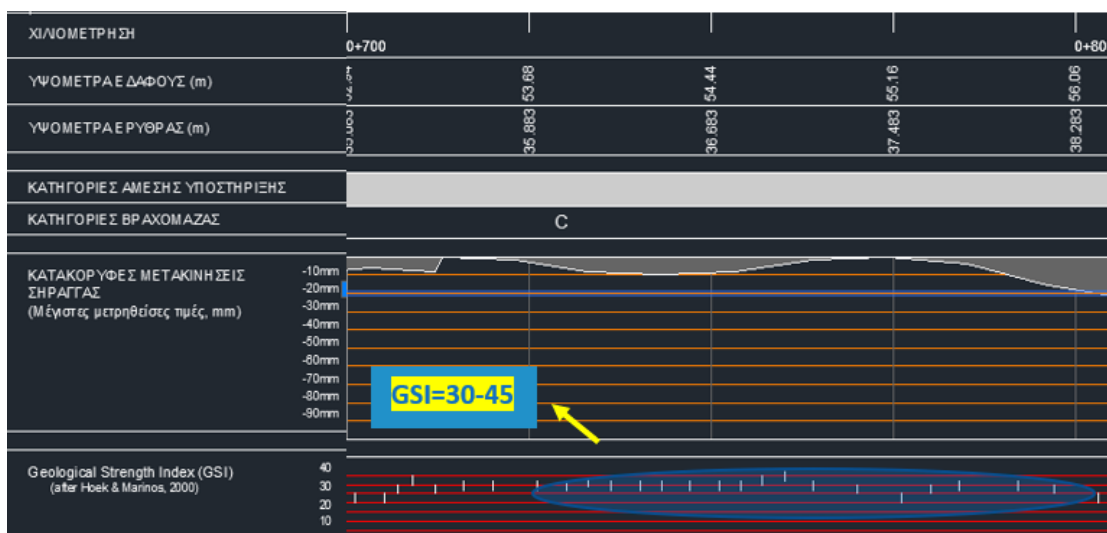 ΧΙΛΙΟΜΕΤΡΗΣΗ
0+700
0+80
ΥΨΟΜΕΤΡΑ ΕΔΑΦΟΥΣ (m)
53.68
54.44
55.16
56.06
ΥΨΟΜΕΤΡΑ ΕΡΥΘΡΑΣ (m)
35.883
36.683
37.483
38.283
ΚΑΤΗΓΟΡΙΕΣ ΑΜΕΣΗΣ ΥΠΟΣΤΗΡΙΞΗΣ
ΚΑΤΗΓΟΡΙΕΣ ΒΡΑΧΟΜΑΖΑΣ
C
ΚΑΤΑΚΟΡΥΦΕΣ ΜΕΤΑΚΙΝΗΣΕΙΣ
ΣΗΡΑΓΓΑΣ
(Μέγιστες μετρηθείσες τιμές, mm)
-10mm
-20mm
-30mm
-40mm
-50mm
-60mm
-70mm
-80mm
-90mm
GSI=30-45
Geological Strength Index (GSI)
(after Hoek & Marinos, 2000)
40
30
20
10